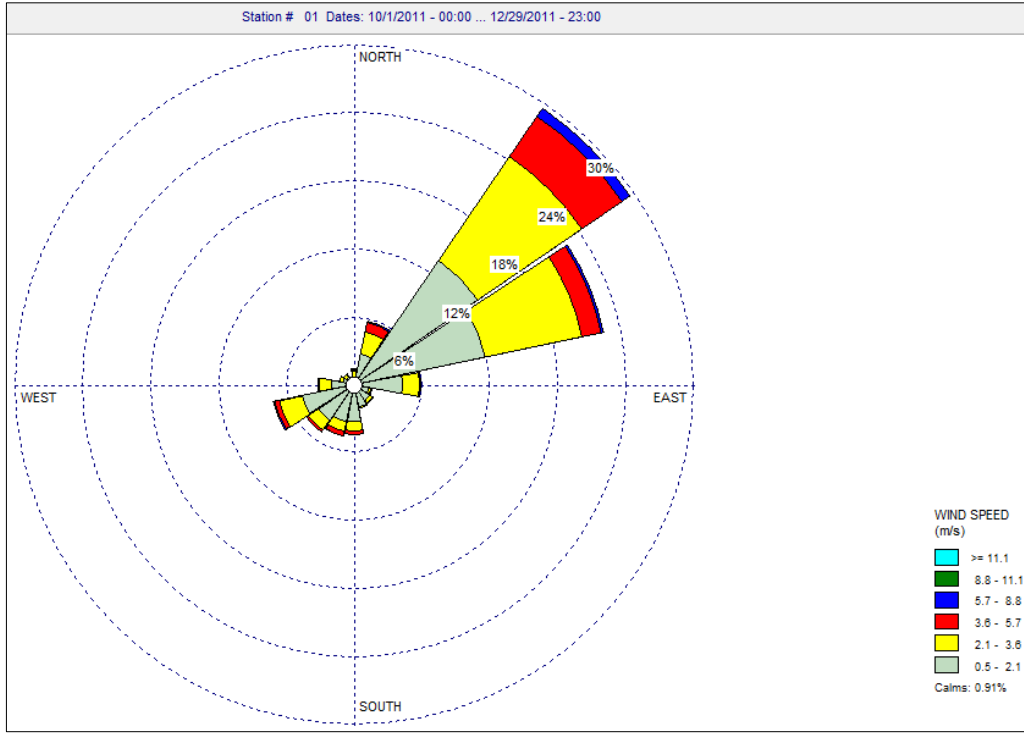 Station # 01 Dates: 10/1/2011 - 00:00 ... 12/29/2011 - 23:00
NORTH
30%
24%
18%
12%
6%
WEST
EAST
SOUTH
WIND SPEED
(m/s)
>= 11.1
8.8 - 11.1
5.7 - 8.8
3.6 - 5.7
2.1 - 3.6
0.5 - 2.1
Calms: 0.91%